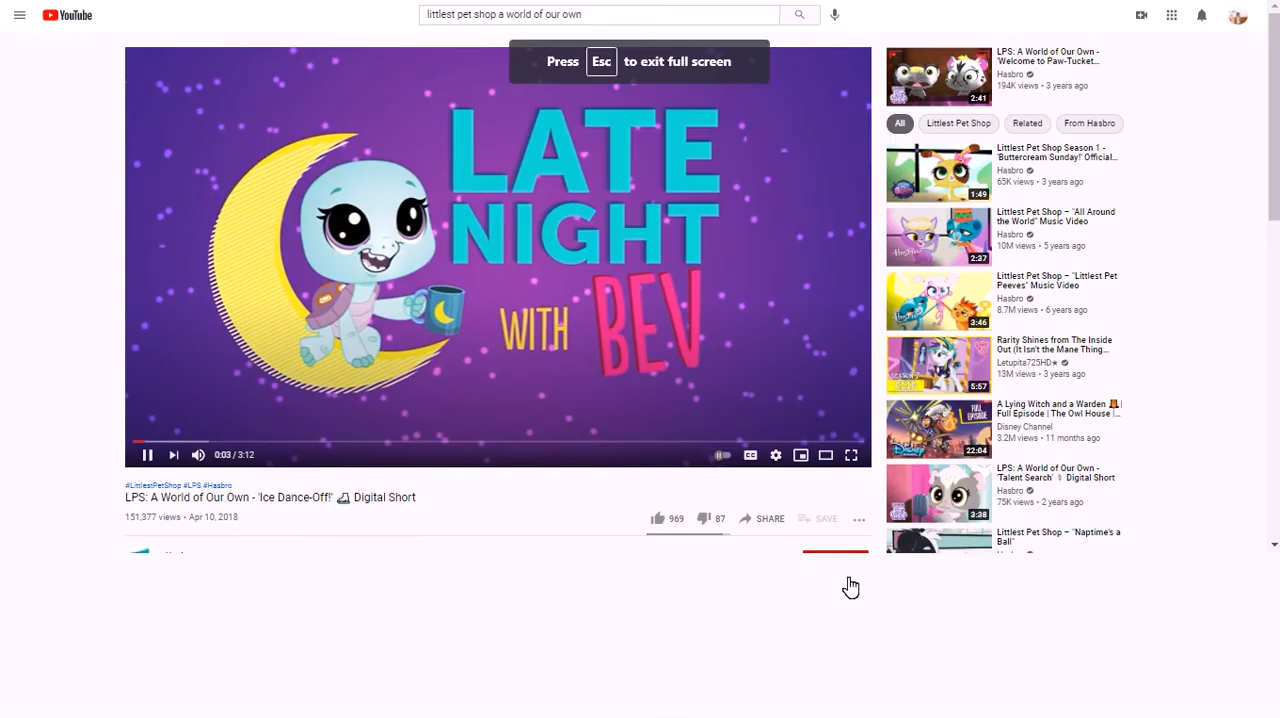 YouTube
littlest pet shop a world of our own
Press Esc to exit full screen
LATE
NIGHT
WITH BEV
0:03 / 3:12
CC
#LittlestPetShop #LPS #Hasbro
LPS: A World of Our Own - 'Ice Dance-Off!' ⛸ Digital Short
151,377 views • Apr 10, 2018
969
87
SHARE
SAVE
LPS: A World of Our Own -
'Welcome to Paw-Tucket...
Hasbro
194K views • 3 years ago
2:41
All
Littlest Pet Shop
Related
From Hasbro
Littlest Pet Shop Season 1 -
'Buttercream Sunday!' Official...
Hasbro
65K views • 3 years ago
1:49
Littlest Pet Shop – "All Around
the World" Music Video
Hasbro
10M views • 5 years ago
2:37
Littlest Pet Shop – "Littlest Pet
Peeves" Music Video
Hasbro
8.7M views • 6 years ago
3:46
Rarity Shines from The Inside
Out (It Isn't the Mane Thing...
Letupita725HD★
13M views • 3 years ago
5:57
A Lying Witch and a Warden 👢 |
Full Episode | The Owl House |...
Disney Channel
3.2M views • 11 months ago
FULL
EPISODE
22:04
LPS: A World of Our Own -
'Talent Search' 🎙 Digital Short
Hasbro
75K views • 2 years ago
3:38
Littlest Pet Shop – "Naptime's a
Ball"